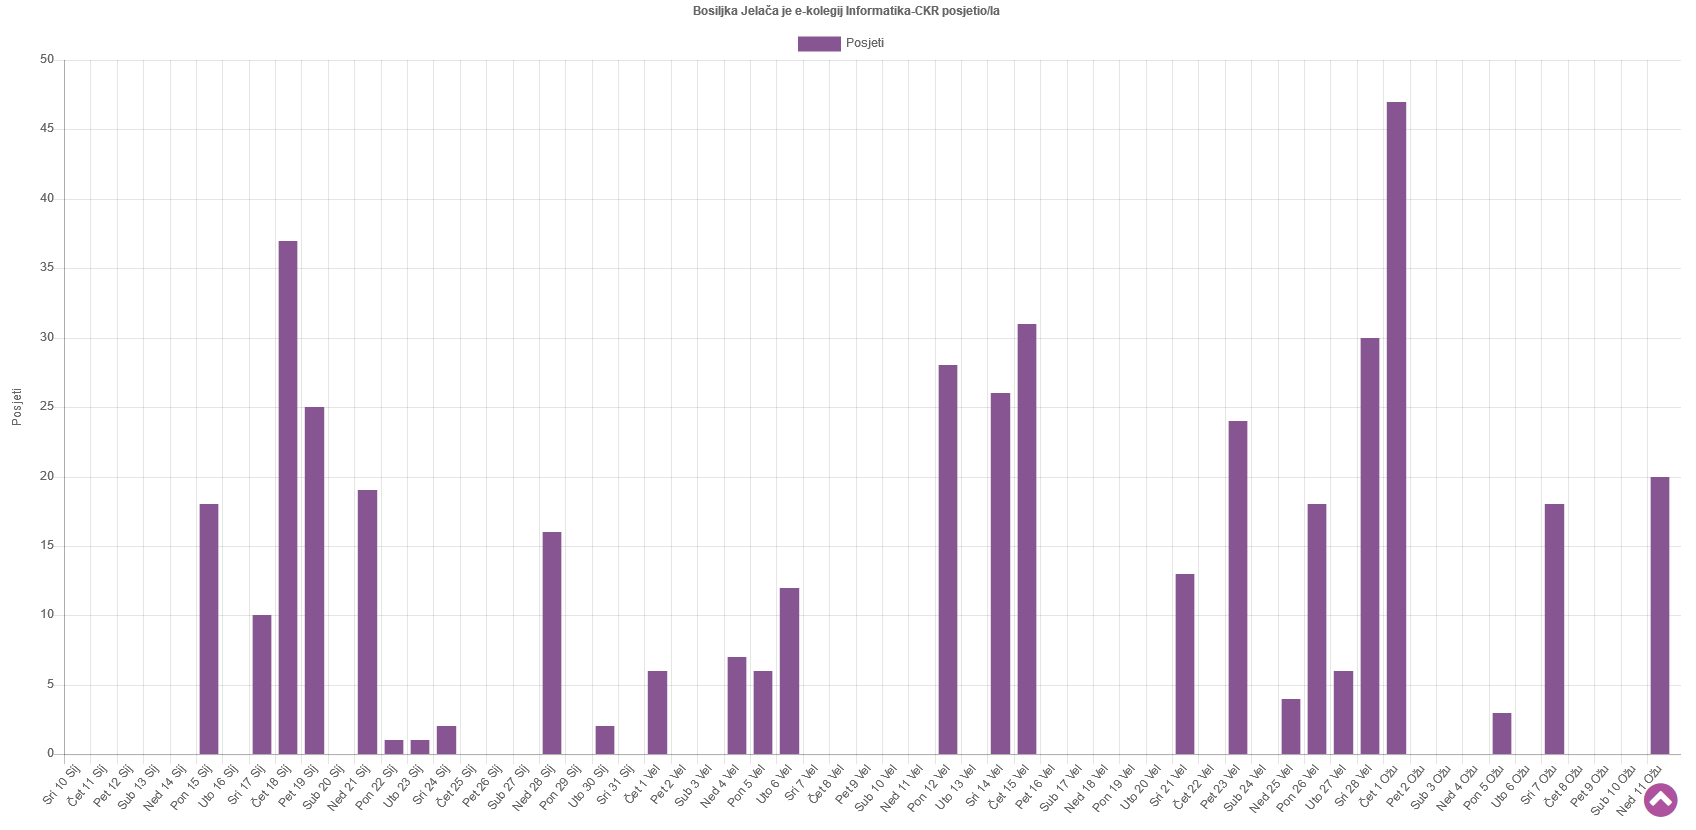 Bosiljka Jelača je e-kolegij Informatika-CKR posjetio/la
Posjeti
Posjeti
50
45
40
35
30
25
20
15
10
5
0
Sri 10 Sij
Čet 11 Sij
Pet 12 Sij
Sub 13 Sij
Ned 14 Sij
Pon 15 Sij
Uto 16 Sij
Sri 17 Sij
Čet 18 Sij
Pet 19 Sij
Sub 20 Sij
Ned 21 Sij
Pon 22 Sij
Uto 23 Sij
Sri 24 Sij
Čet 25 Sij
Pet 26 Sij
Sub 27 Sij
Ned 28 Sij
Pon 29 Sij
Uto 30 Sij
Sri 31 Sij
Čet 1 Vel
Pet 2 Vel
Sub 3 Vel
Ned 4 Vel
Pon 5 Vel
Uto 6 Vel
Sri 7 Vel
Čet 8 Vel
Pet 9 Vel
Sub 10 Vel
Ned 11 Vel
Pon 12 Vel
Uto 13 Vel
Sri 14 Vel
Čet 15 Vel
Pet 16 Vel
Sub 17 Vel
Ned 18 Vel
Pon 19 Vel
Uto 20 Vel
Sri 21 Vel
Čet 22 Vel
Pet 23 Vel
Sub 24 Vel
Ned 25 Vel
Pon 26 Vel
Uto 27 Vel
Sri 28 Vel
Čet 1 Ožu
Pet 2 Ožu
Sub 3 Ožu
Ned 4 Ožu
Pon 5 Ožu
Uto 6 Ožu
Sri 7 Ožu
Čet 8 Ožu
Pet 9 Ožu
Sub 10 Ožu
Ned 11 Ožu